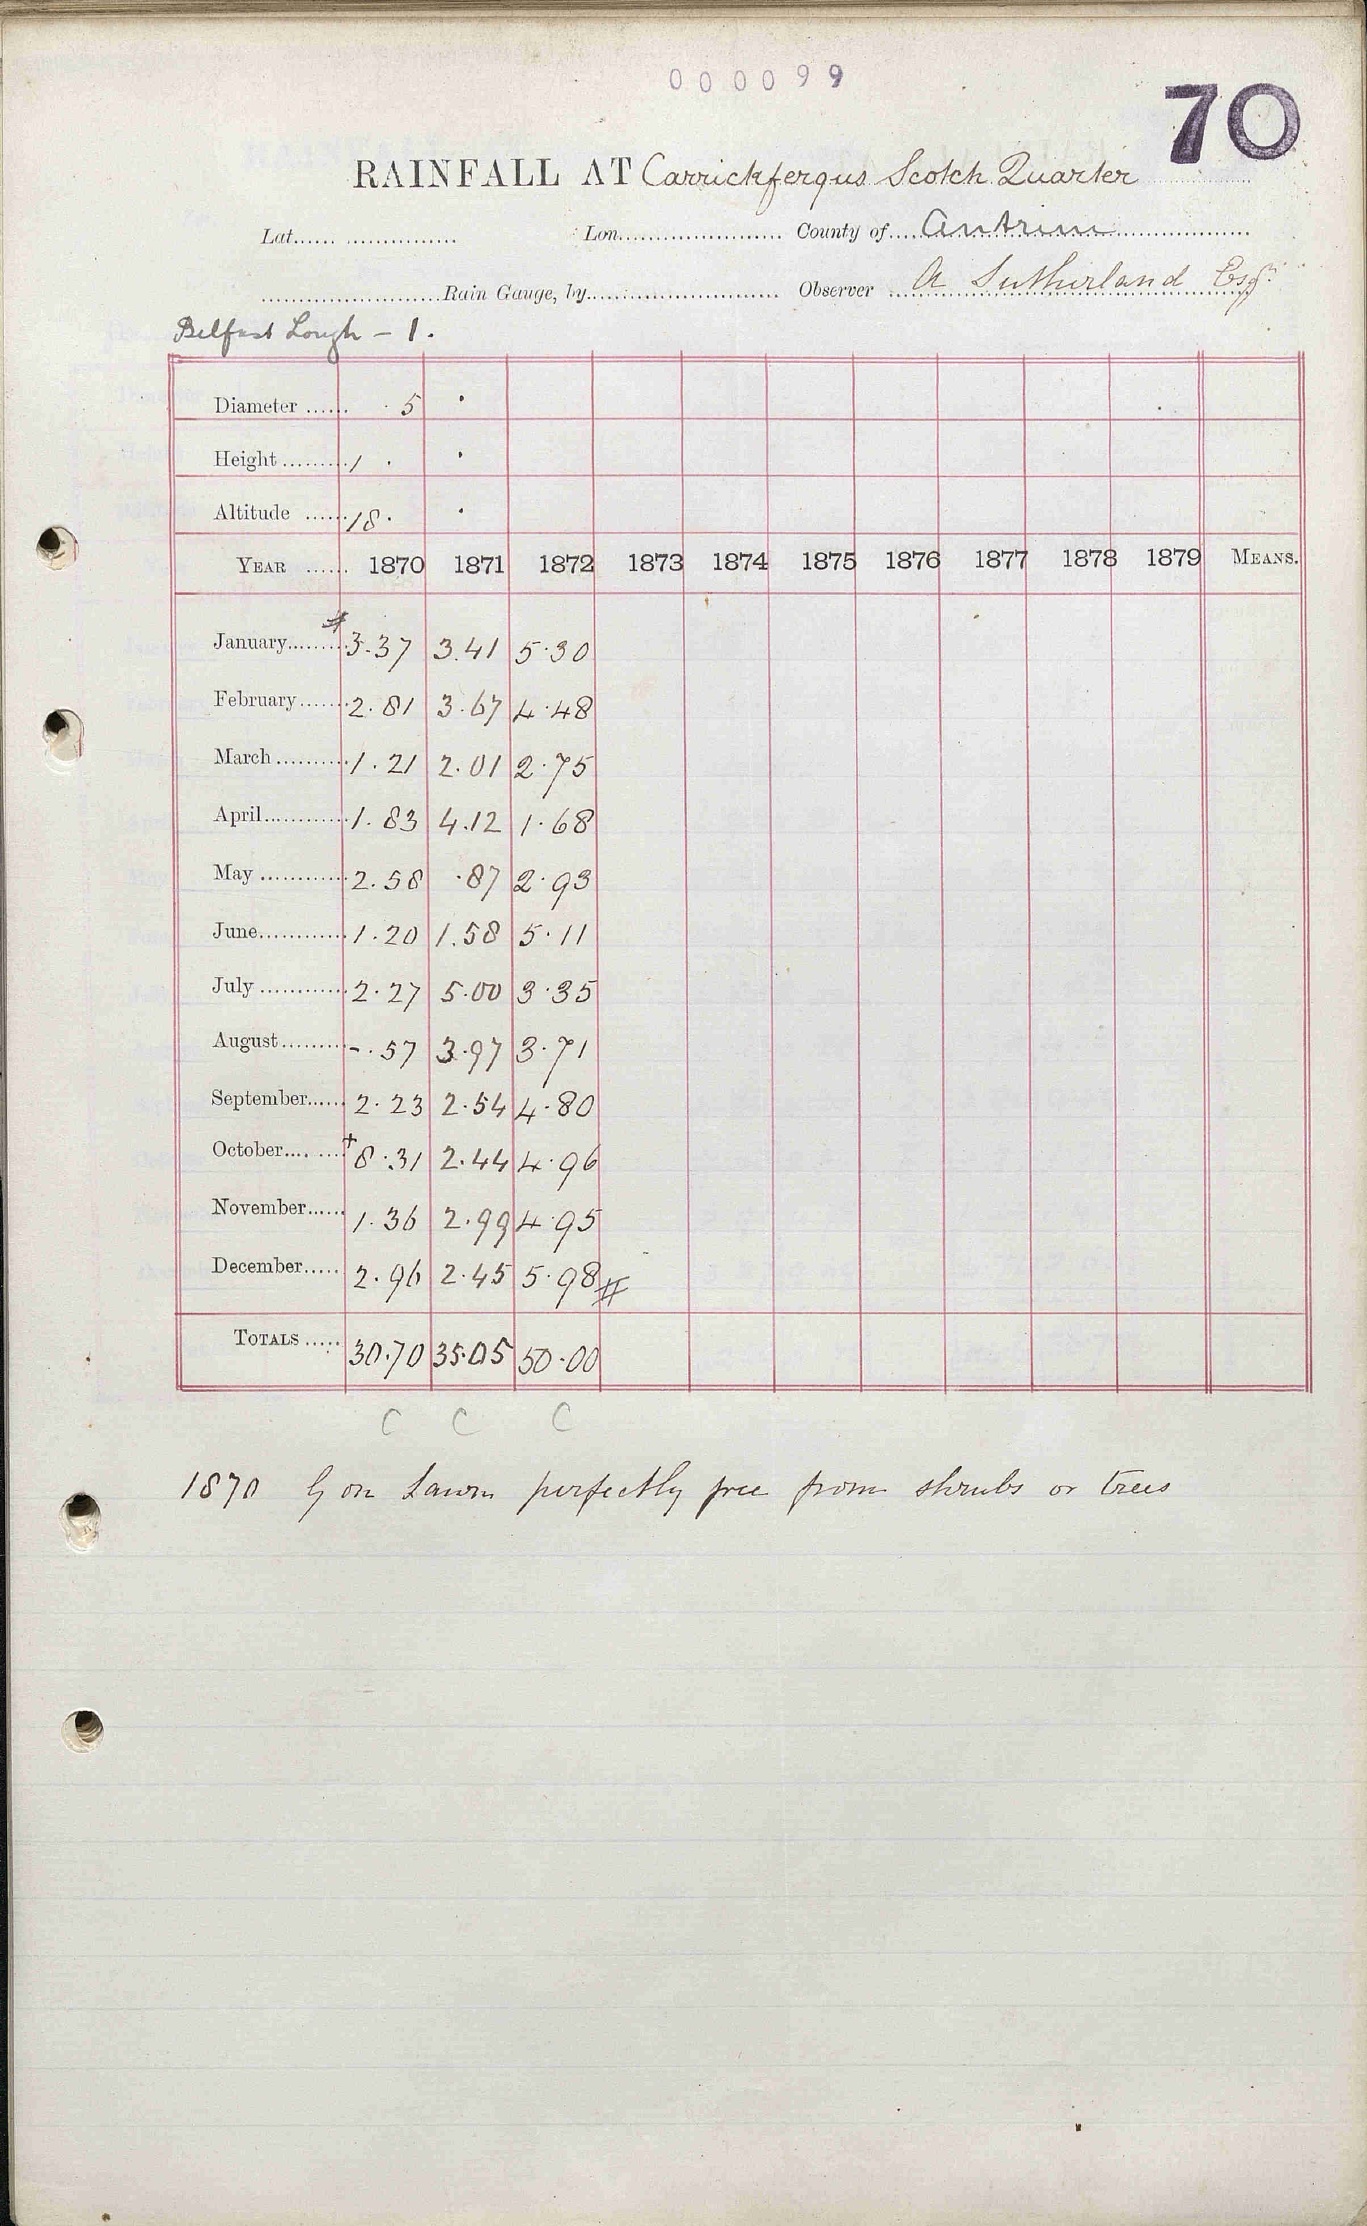 000099
70
RAINFALL AT Carrickfergus Scotch Quarter
Lat. Lon. County of Antrim
Rain Gauge, by Observer A Sutherland Esqr
Belfast Lough – 1.
Diameter 5 ·
Height 1 · ·
Altitude 18 · ·
YEAR 1870 1871 1872 1873 1874 1875 1876 1877 1878 1879 MEANS.
January # 3.37 3.41 5.30
February 2.81 3.67 4.48
March 1.21 2.01 2.75
April 1.83 4.12 1.68
May 2.58 .87 2.93
June 1.20 1.58 5.11
July 2.27 5.00 3.35
August -.57 3.97 3.71
September 2.23 2.54 4.80
October + 8.31 2.44 4.96
November 1.36 2.99 4.95
December 2.96 2.45 5.98 #
TOTALS 30.70 35.05 50.00
C C C
1870 G on Lawn perfectly free from shrubs or trees